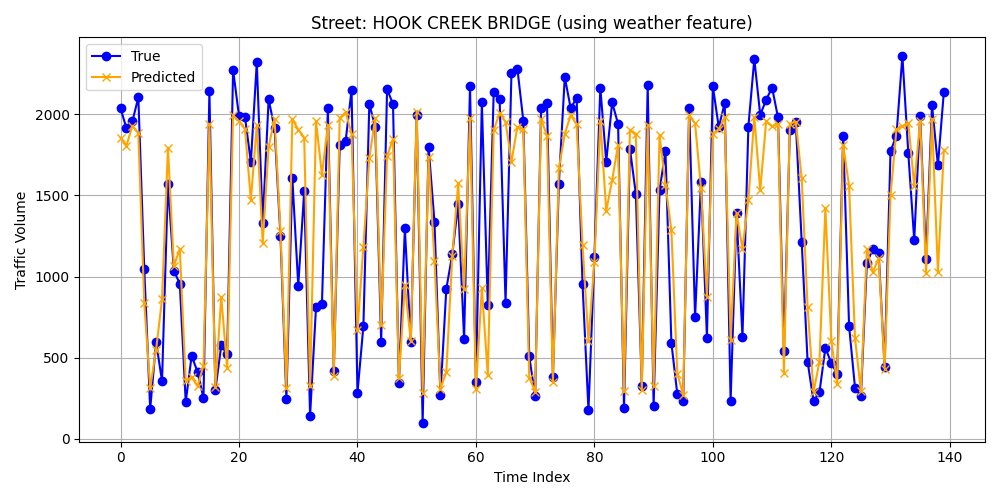 Street: HOOK CREEK BRIDGE (using weather feature)
True
Predicted
Traffic Volume
2000
1500
1000
500
0
0 20 40 60 80 100 120 140
Time Index